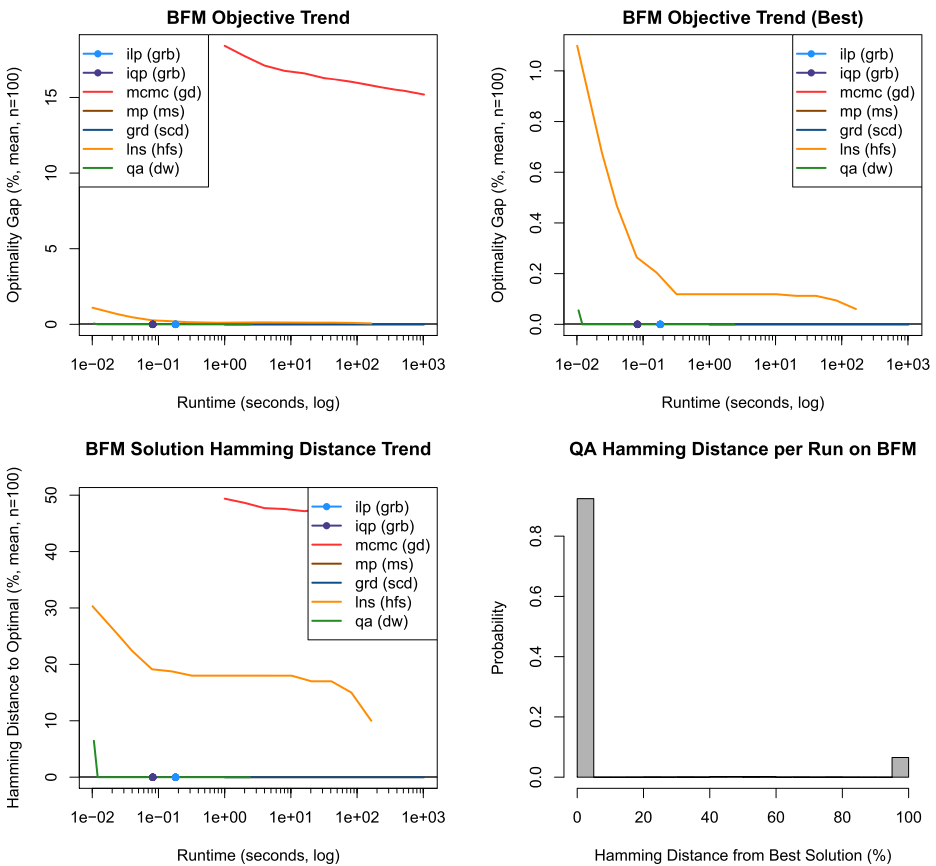 BFM Objective Trend
Optimality Gap (%, mean, n=100)
15
10
5
0
ilp (grb)
iqp (grb)
mcmc (gd)
mp (ms)
grd (scd)
lns (hfs)
qa (dw)
1e−02 1e−01 1e+00 1e+01 1e+02 1e+03
Runtime (seconds, log)
BFM Objective Trend (Best)
Optimality Gap (%, mean, n=100)
1.0
0.8
0.6
0.4
0.2
0.0
ilp (grb)
iqp (grb)
mcmc (gd)
mp (ms)
grd (scd)
lns (hfs)
qa (dw)
1e−02 1e−01 1e+00 1e+01 1e+02 1e+03
Runtime (seconds, log)
BFM Solution Hamming Distance Trend
Hamming Distance to Optimal (%, mean, n=100)
50
40
30
20
10
0
ilp (grb)
iqp (grb)
mcmc (gd)
mp (ms)
grd (scd)
lns (hfs)
qa (dw)
1e−02 1e−01 1e+00 1e+01 1e+02 1e+03
Runtime (seconds, log)
QA Hamming Distance per Run on BFM
Probability
0.8
0.6
0.4
0.2
0.0
0 20 40 60 80 100
Hamming Distance from Best Solution (%)